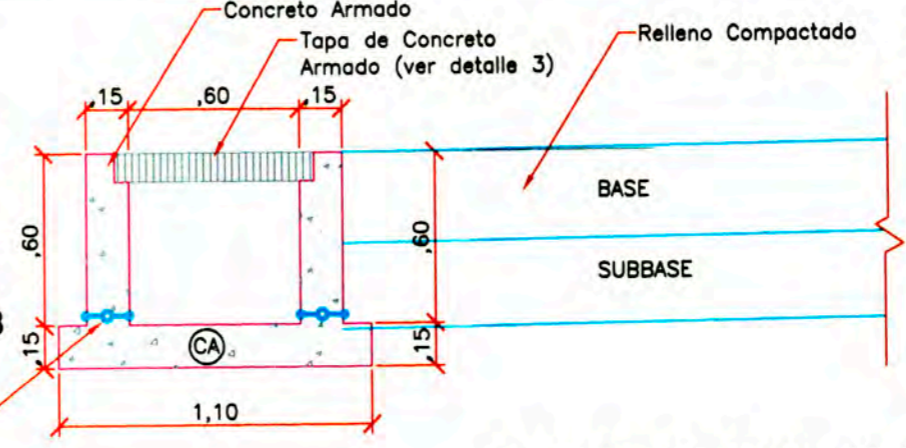 Concreto Armado
Tapa de Concreto
Armado (ver detalle 3)
Relleno Compactado
,15
,60
,15
BASE
,60
,60
SUBBASE
,15
CA
,15
1,10